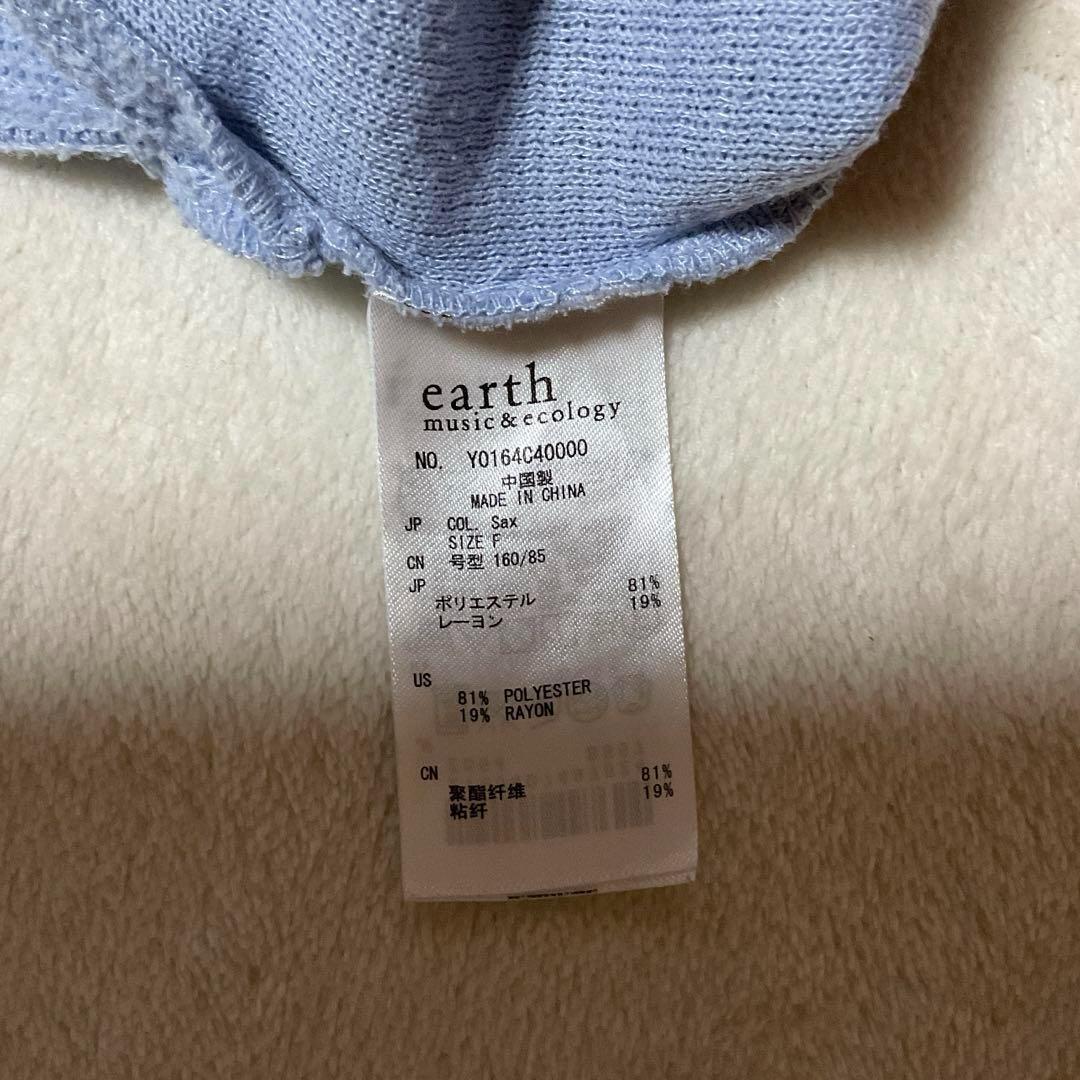 earth
music & ecology
NO. Y0164C40000
中国製
MADE IN CHINA
JP COL. Sax
SIZE F
CN 号型 160/85
JP
ポリエステル 81%
レーヨン 19%
US
81% POLYESTER
19% RAYON
CN
聚酯纤维 81%
粘纤 19%